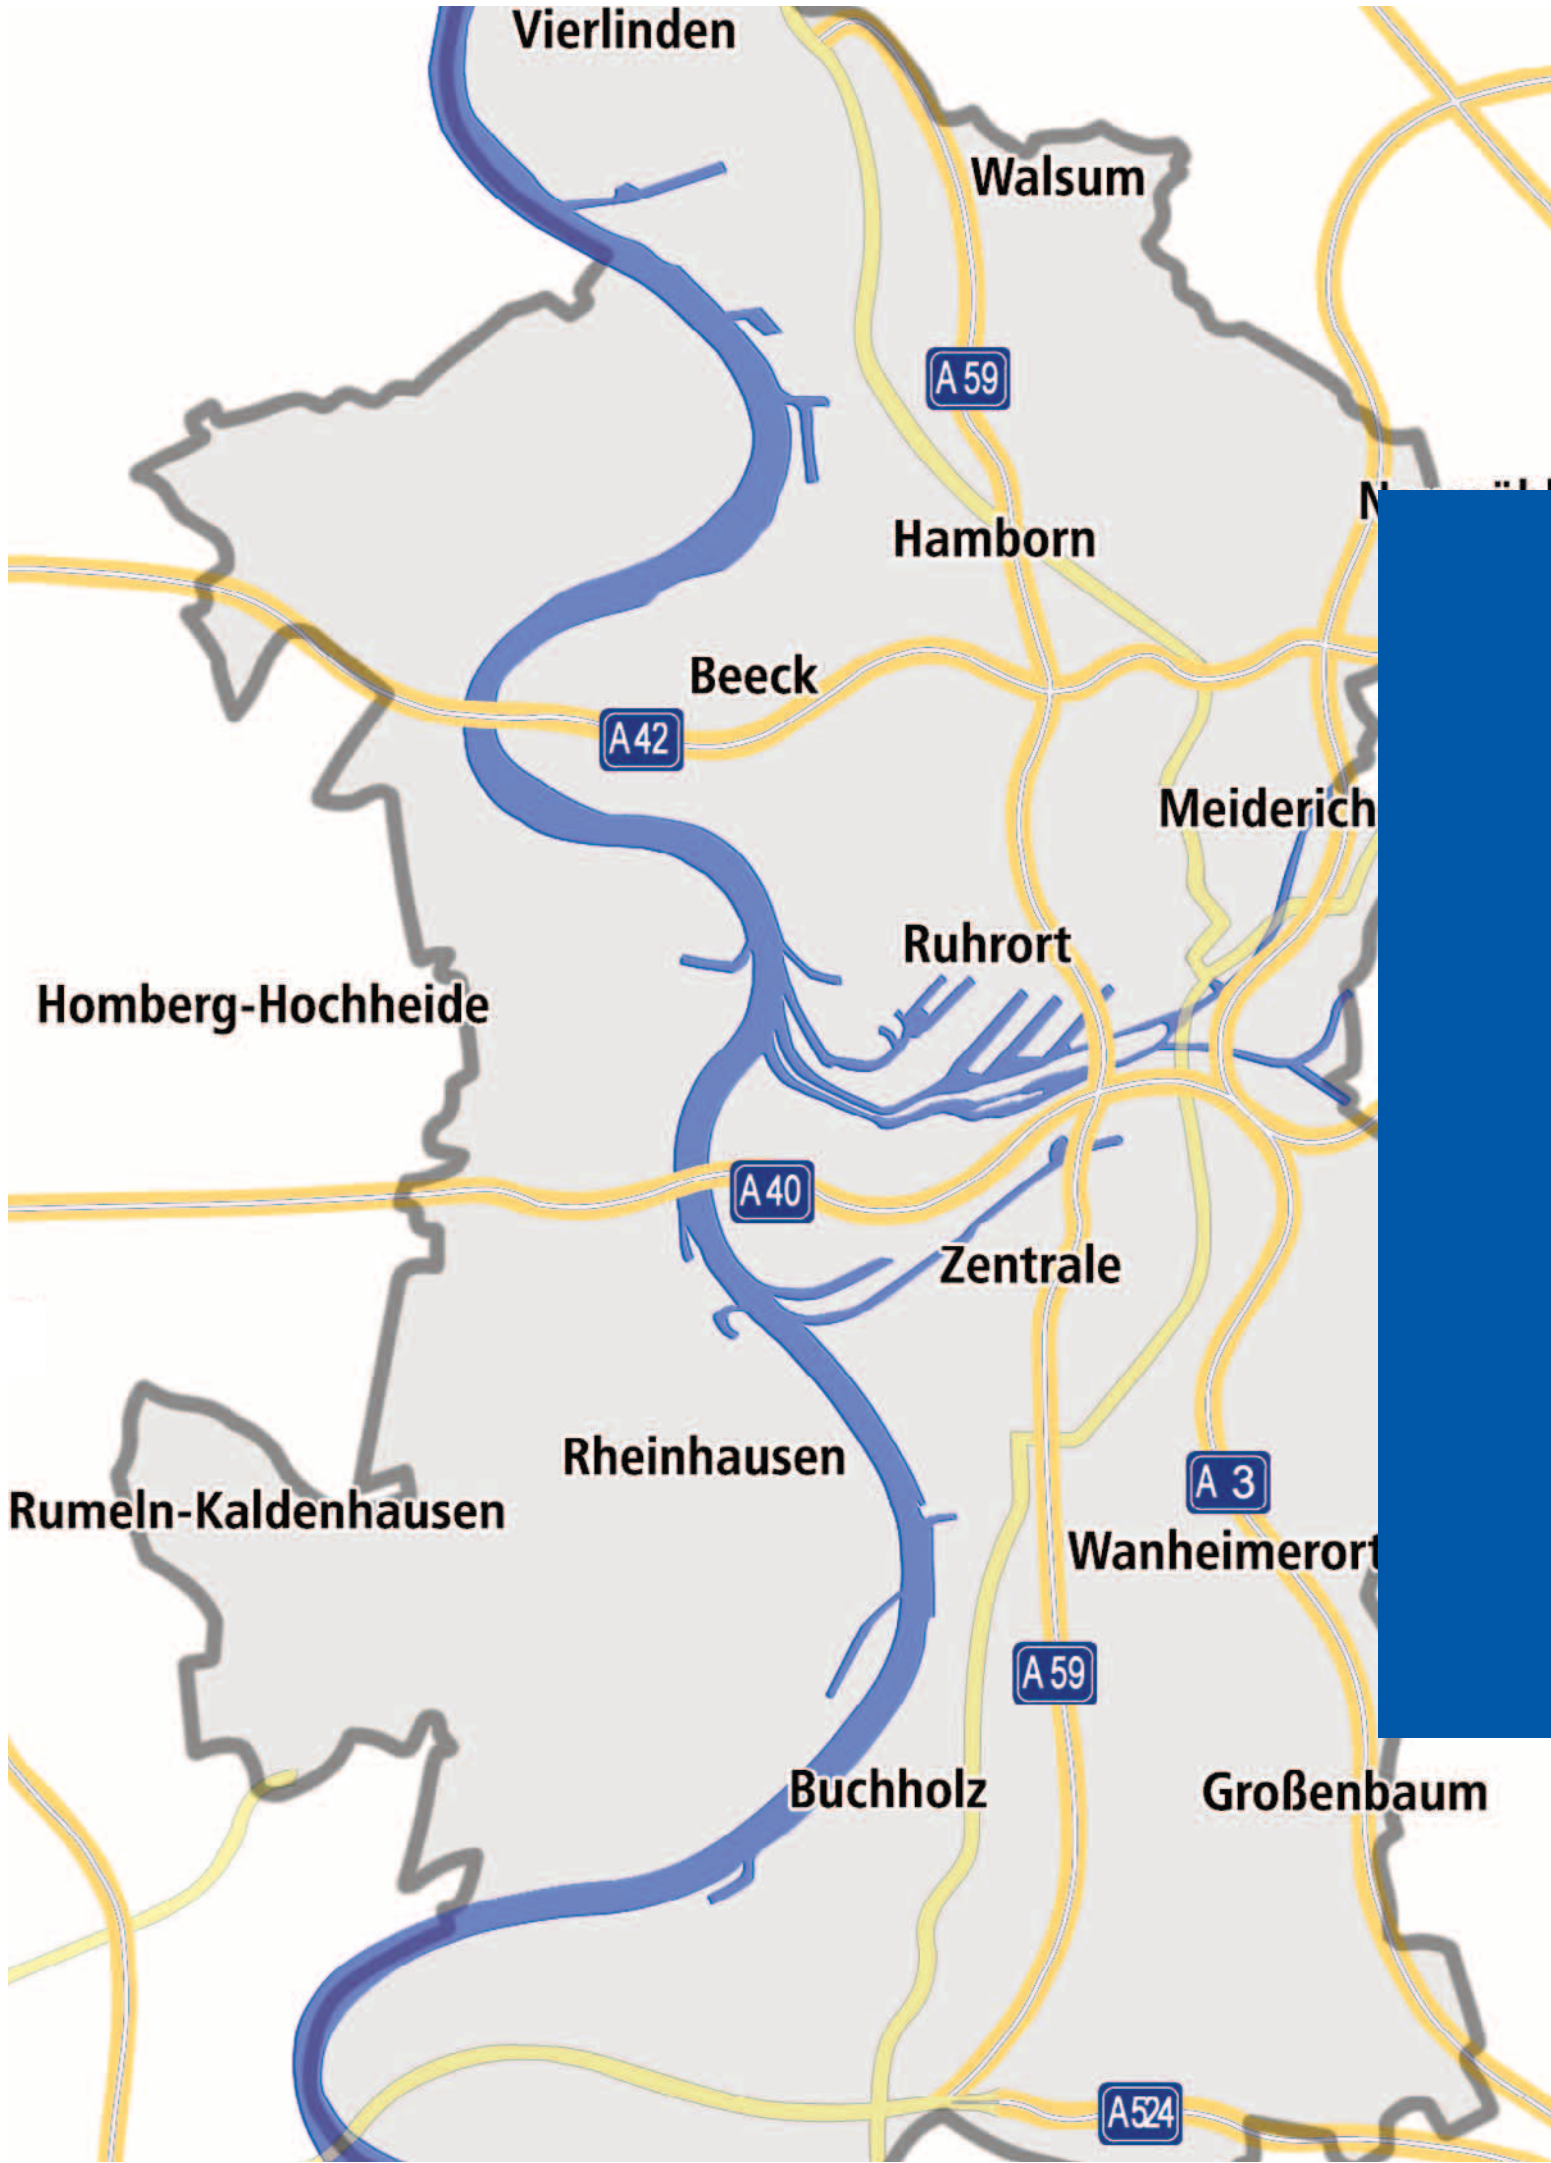 Vierlinden
Walsum
A 59
Hamborn
Beeck
A 42
Meiderich
Ruhrort
Homberg-Hochheide
A 40
Zentrale
Rheinhausen
A 3
Rumeln-Kaldenhausen
Wanheimerort
A 59
Buchholz
Großenbaum
A 524